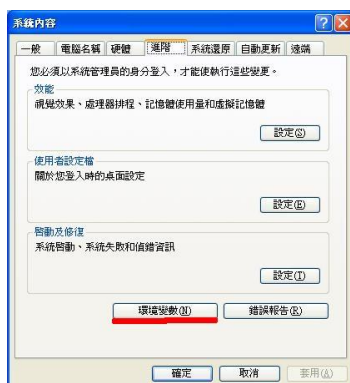 系統內容
一般 電腦名稱 硬體 進階 系統還原 自動更新 遠端
您必須以系統管理員的身分登入，才能使執行這些變更。
效能
視覺效果、處理器排程、記憶體使用量和虛擬記憶體
設定(S)
使用者設定檔
關於您登入時的桌面設定
設定(E)
啟動及修復
系統啟動、系統失敗和偵錯資訊
設定(T)
環境變數(N) 錯誤報告(R)
確定 取消 套用(A)